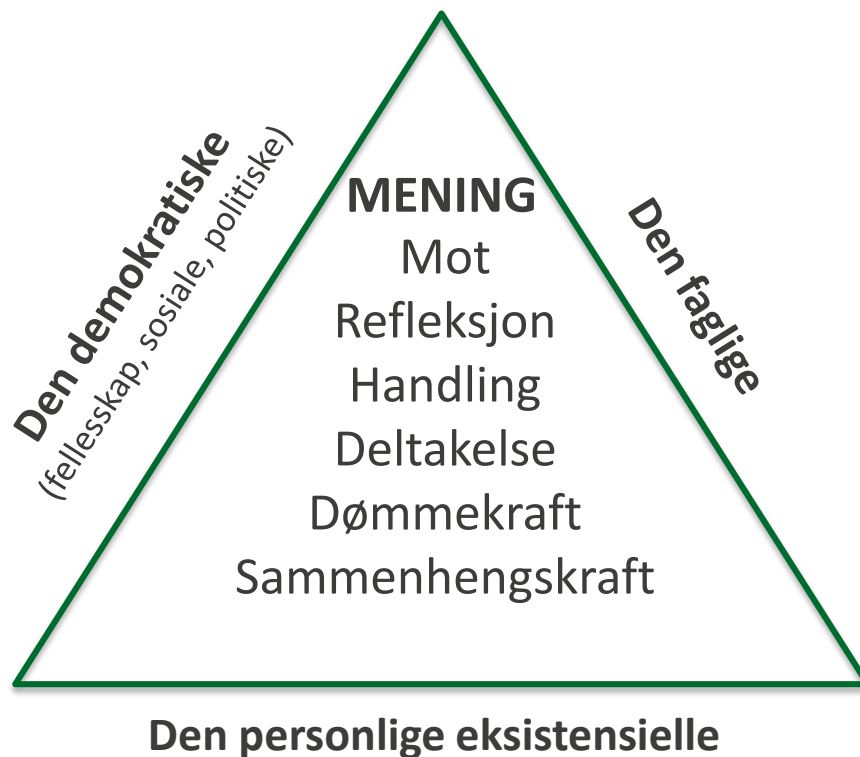 Den demokratiske
(fellesskap, sosiale, politiske)
MENING
Mot
Refleksjon
Handling
Deltakelse
Dømmekraft
Sammenhengskraft
Den faglige
Den personlige eksistensielle